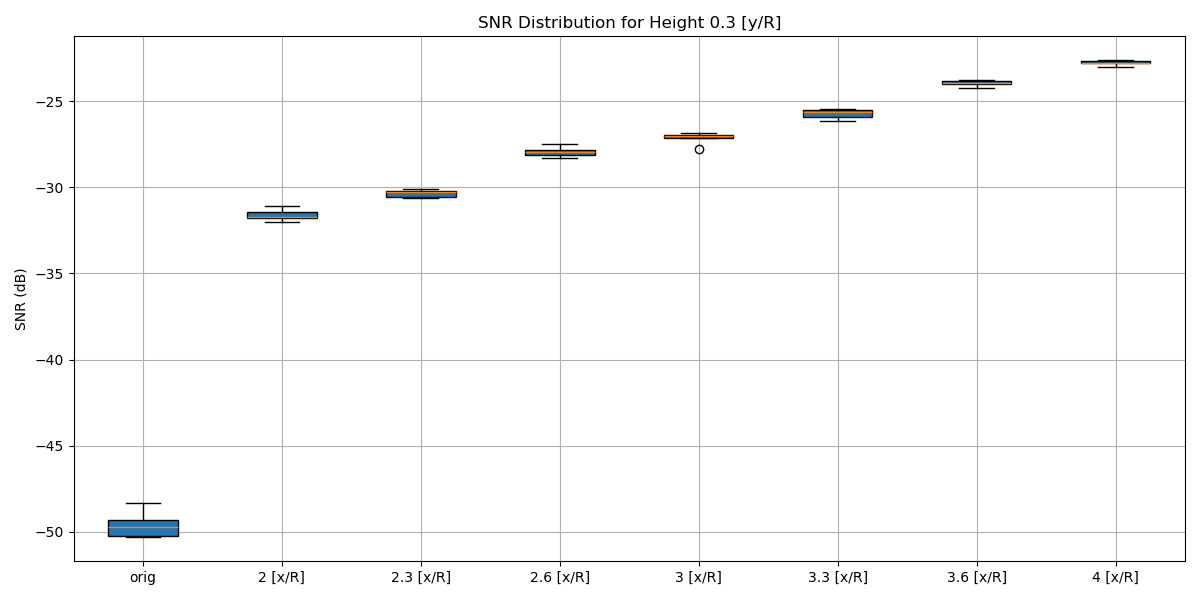 SNR Distribution for Height 0.3 [y/R]
SNR (dB)
−25
−30
−35
−40
−45
−50
orig
2 [x/R]
2.3 [x/R]
2.6 [x/R]
3 [x/R]
3.3 [x/R]
3.6 [x/R]
4 [x/R]